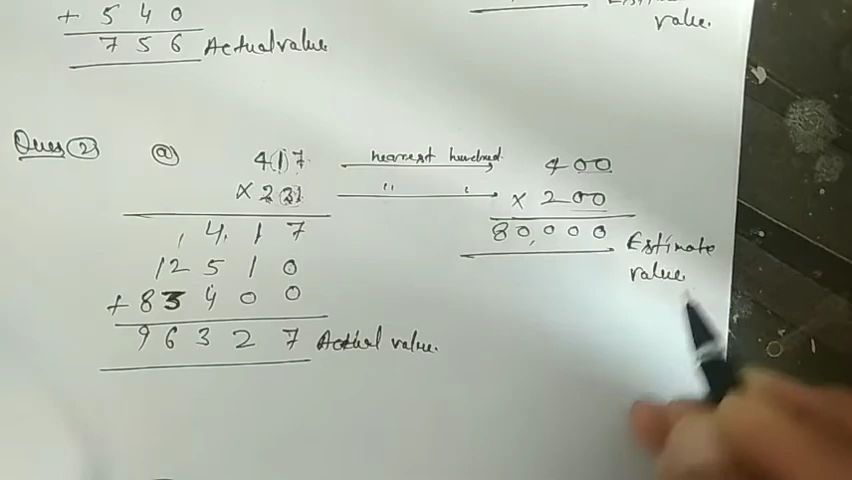 + 5 4 0
7 5 6 Actual value
value.
Ques 2) a) 417 nearest hundred. 400
× 231 " " × 200
1 4 1 7 80,000 Estimate
1 2 5 1 0 value.
+ 8 3 4 0 0
9 6 3 2 7 Actual value.